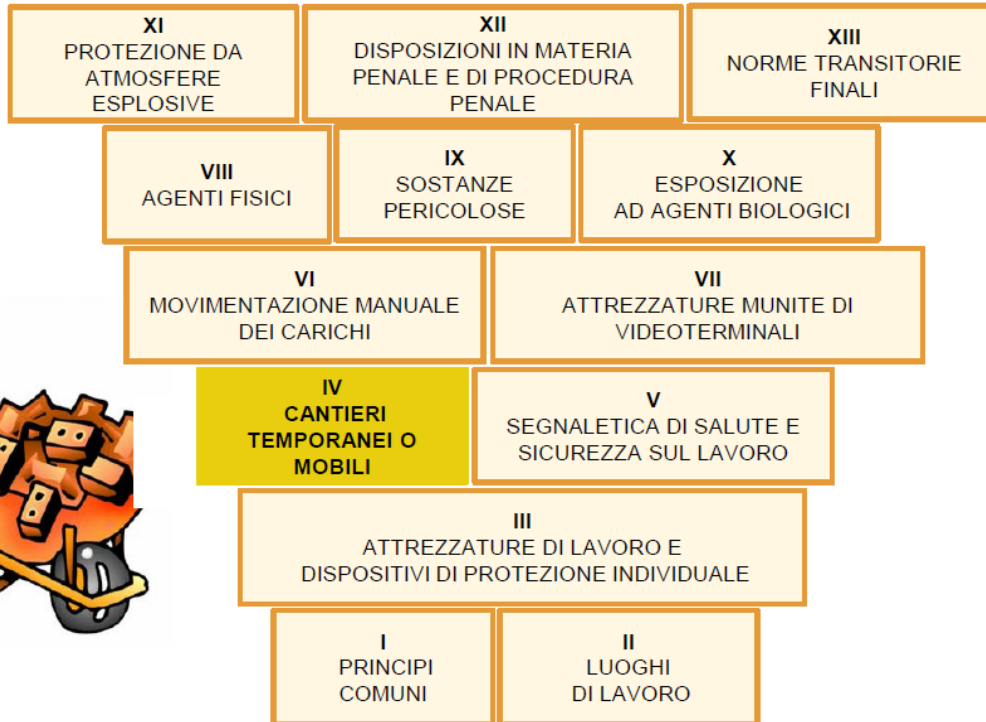 XI
PROTEZIONE DA
ATMOSFERE
ESPLOSIVE
XII
DISPOSIZIONI IN MATERIA
PENALE E DI PROCEDURA
PENALE
XIII
NORME TRANSITORIE
FINALI
VIII
AGENTI FISICI
IX
SOSTANZE
PERICOLOSE
X
ESPOSIZIONE
AD AGENTI BIOLOGICI
VI
MOVIMENTAZIONE MANUALE
DEI CARICHI
VII
ATTREZZATURE MUNITE DI
VIDEOTERMINALI
IV
CANTIERI
TEMPORANEI O
MOBILI
V
SEGNALETICA DI SALUTE E
SICUREZZA SUL LAVORO
III
ATTREZZATURE DI LAVORO E
DISPOSITIVI DI PROTEZIONE INDIVIDUALE
I
PRINCIPI
COMUNI
II
LUOGHI
DI LAVORO